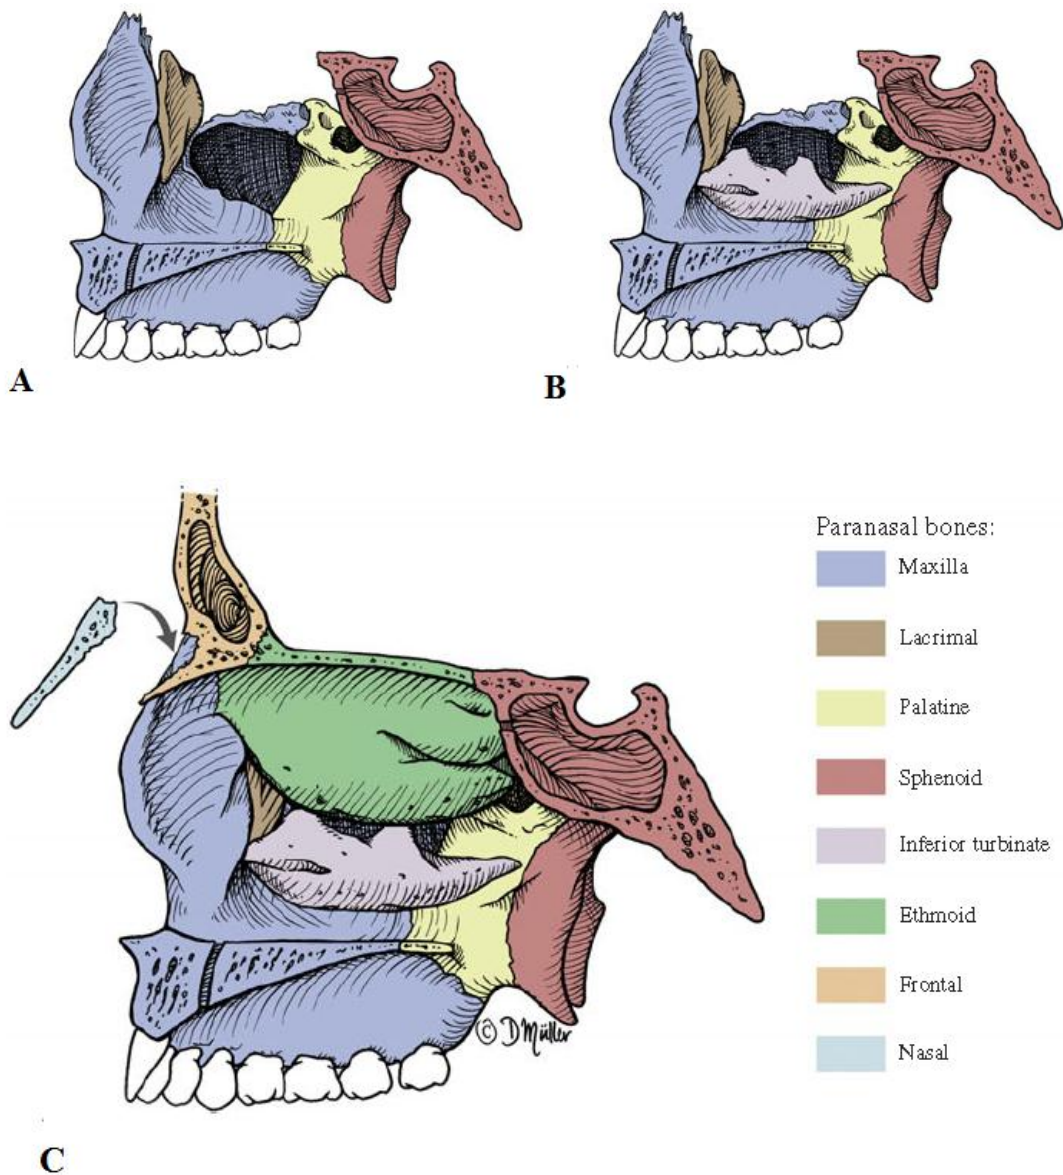 A
B
Paranasal bones:
Maxilla
Lacrimal
Palatine
Sphenoid
Inferior turbinate
Ethmoid
Frontal
Nasal
© DMüller
C